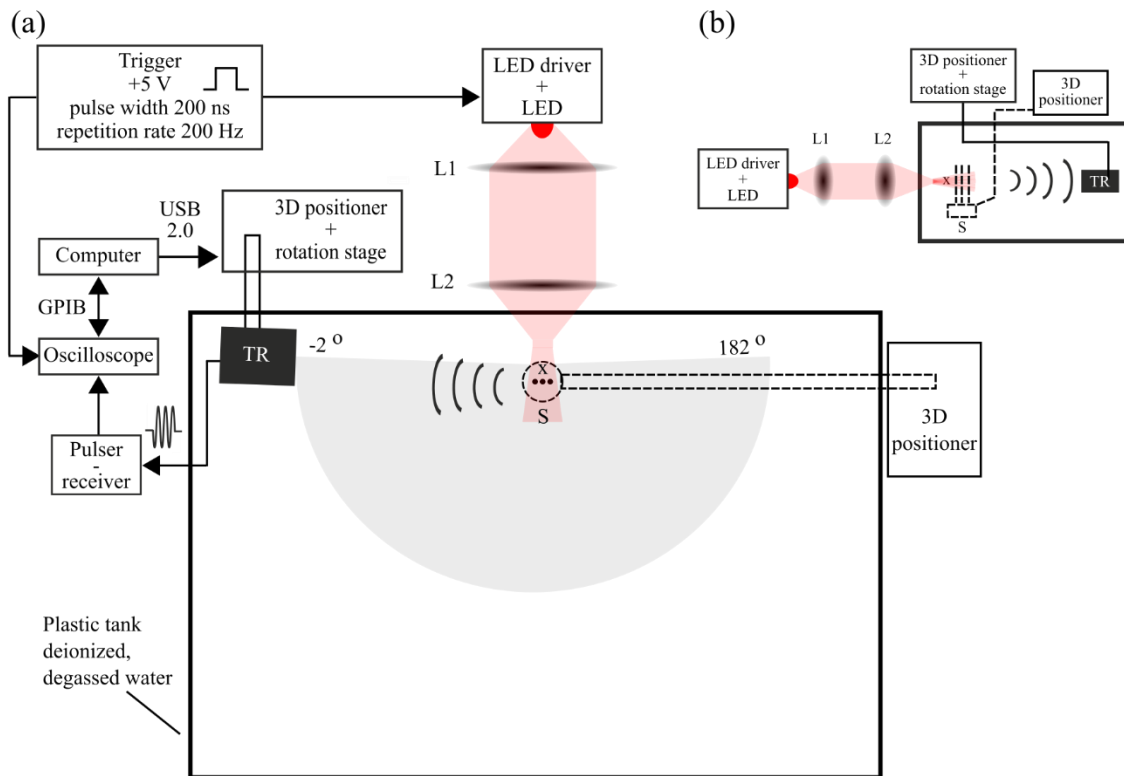 (a)
Trigger
+5 V
pulse width 200 ns
repetition rate 200 Hz
LED driver
+
LED
L1
L2
USB
2.0
3D positioner
+
rotation stage
Computer
GPIB
Oscilloscope
Pulser
-
receiver
TR
-2 o
182 o
x
S
3D
positioner
Plastic tank
deionized,
degassed water
(b)
3D positioner
+
rotation stage
3D
positioner
L1
L2
LED driver
+
LED
x
S
TR